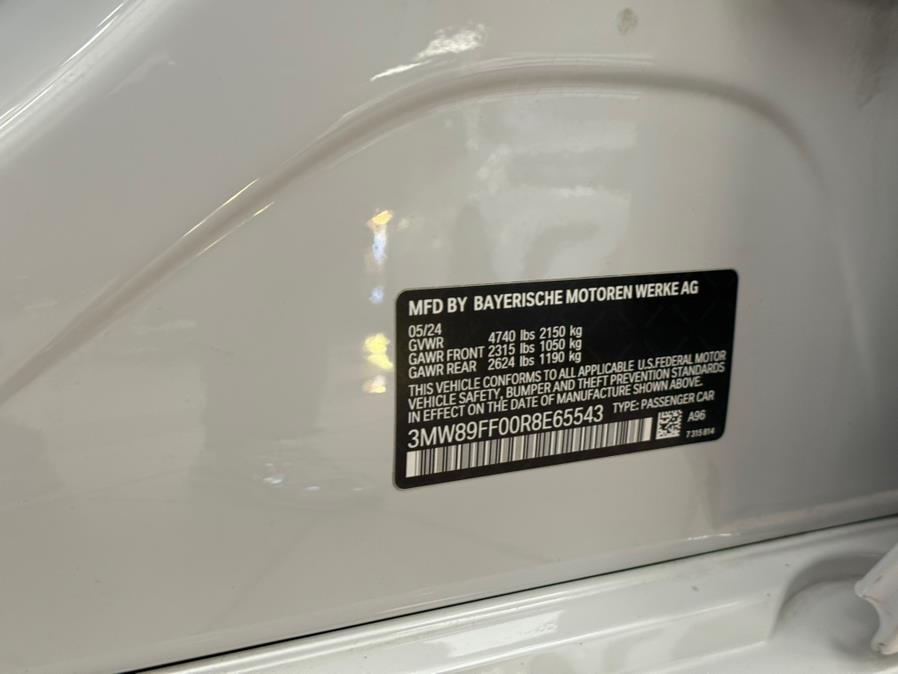 MFD BY BAYERISCHE MOTOREN WERKE AG
05/24
GVWR 4740 lbs 2150 kg
GAWR FRONT 2315 lbs 1050 kg
GAWR REAR 2624 lbs 1190 kg
THIS VEHICLE CONFORMS TO ALL APPLICABLE U.S.FEDERAL MOTOR
VEHICLE SAFETY, BUMPER AND THEFT PREVENTION STANDARDS
IN EFFECT ON THE DATE OF MANUFACTURE SHOWN ABOVE.
3MW89FF00R8E65543 TYPE: PASSENGER CAR
A96
7 315 814